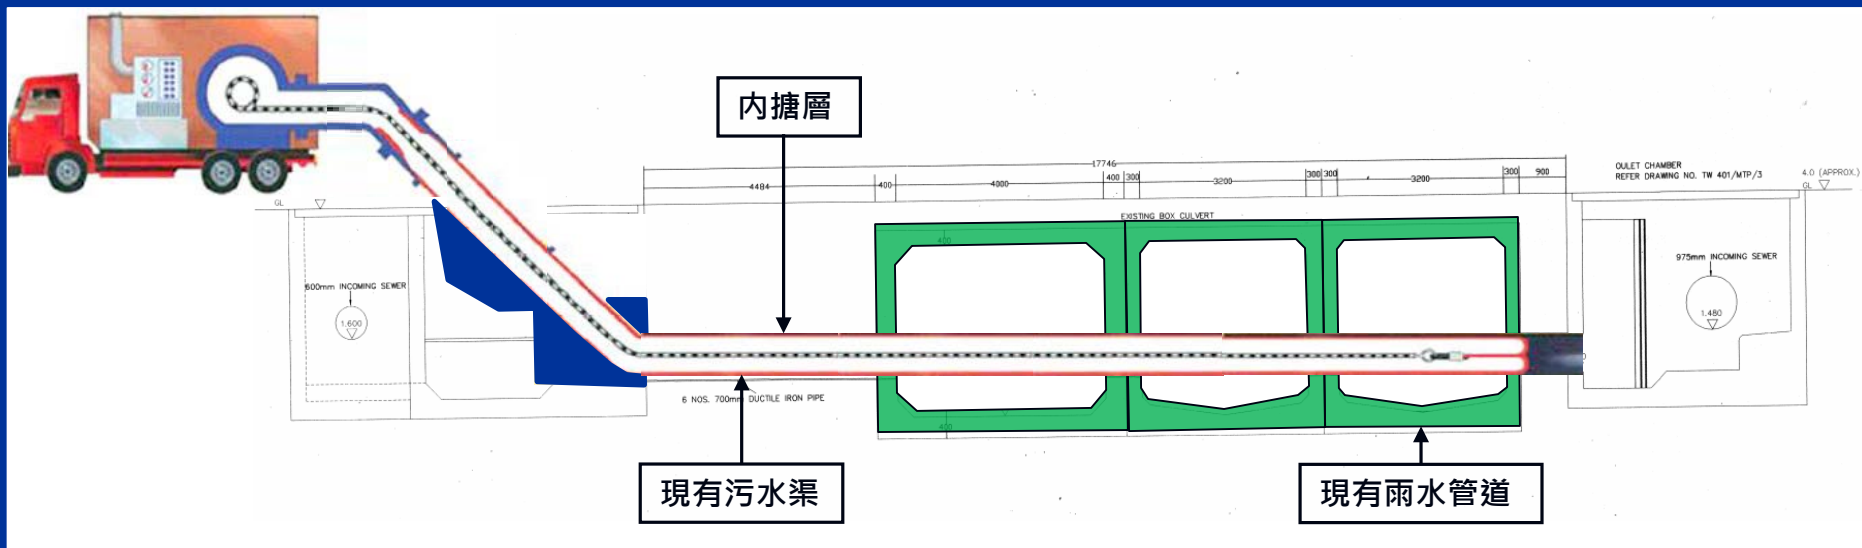 内搪層
17746
4484
400
4000
400
300
3200
300
300
3200
300
900
OULET CHAMBER
REFER DRAWING NO. TW 401/MTP/3
4.0 (APPROX.)
GL
GL
EXISTING BOX CULVERT
400
600mm INCOMING SEWER
1.600
975mm INCOMING SEWER
1.480
6 NOS. 700mm DUCTILE IRON PIPE
400
現有污水渠
現有雨水管道